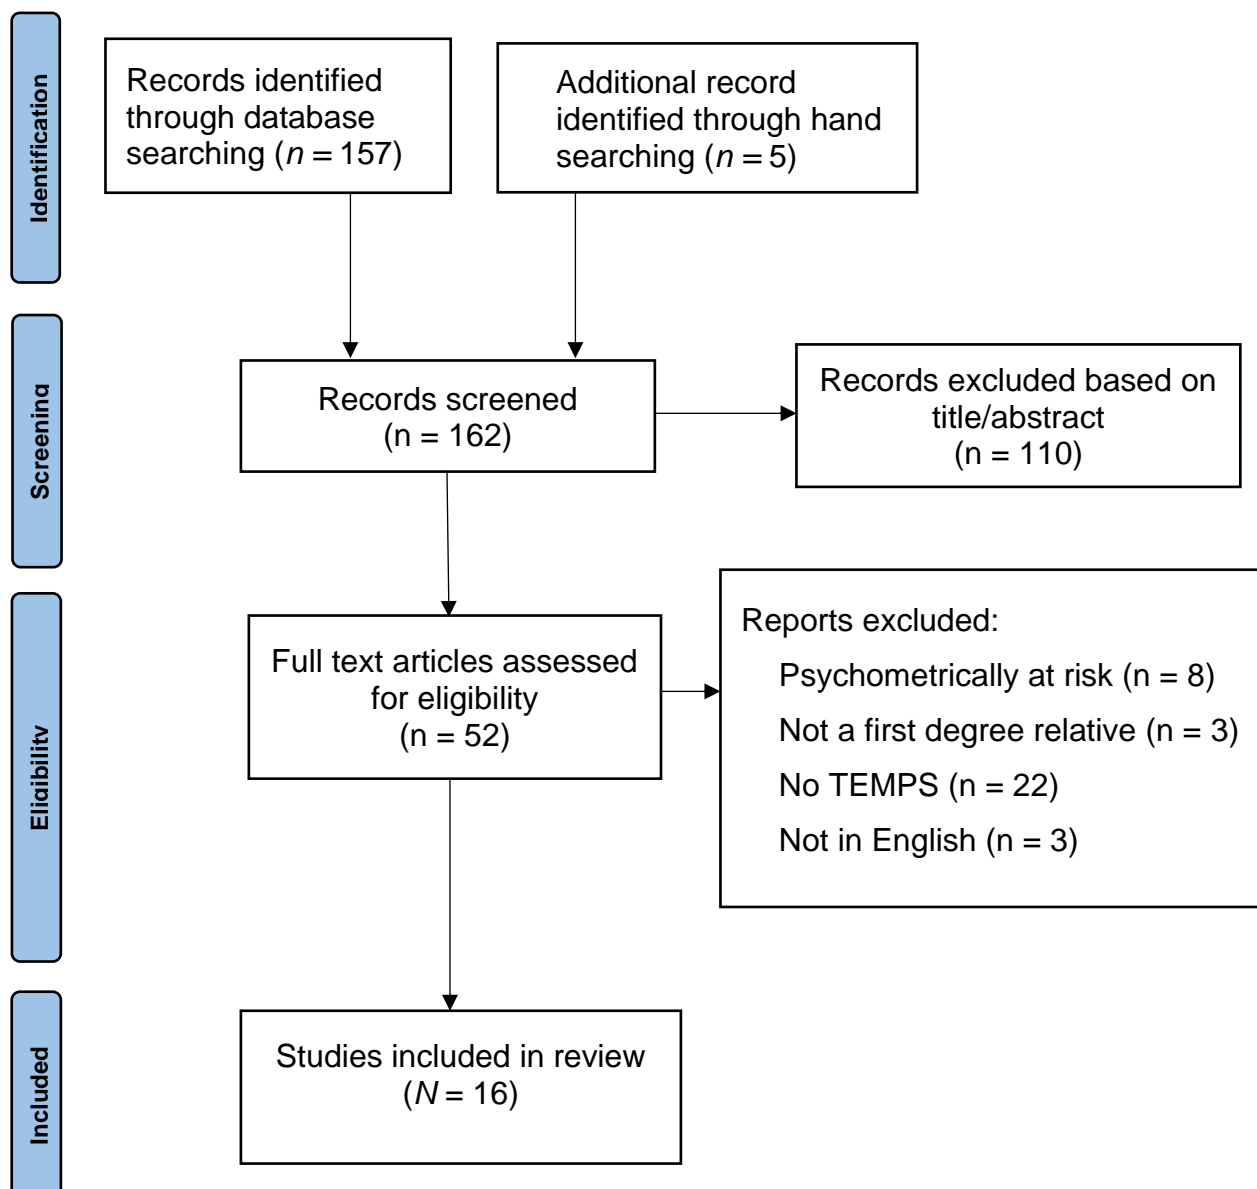 Identification
Records identified
through database
searching (n = 157)
Additional record
identified through hand
searching (n = 5)
Screening
Records screened
(n = 162)
Records excluded based on
title/abstract
(n = 110)
Eligibility
Full text articles assessed
for eligibility
(n = 52)
Reports excluded:
Psychometrically at risk (n = 8)
Not a first degree relative (n = 3)
No TEMPS (n = 22)
Not in English (n = 3)
Included
Studies included in review
(N = 16)